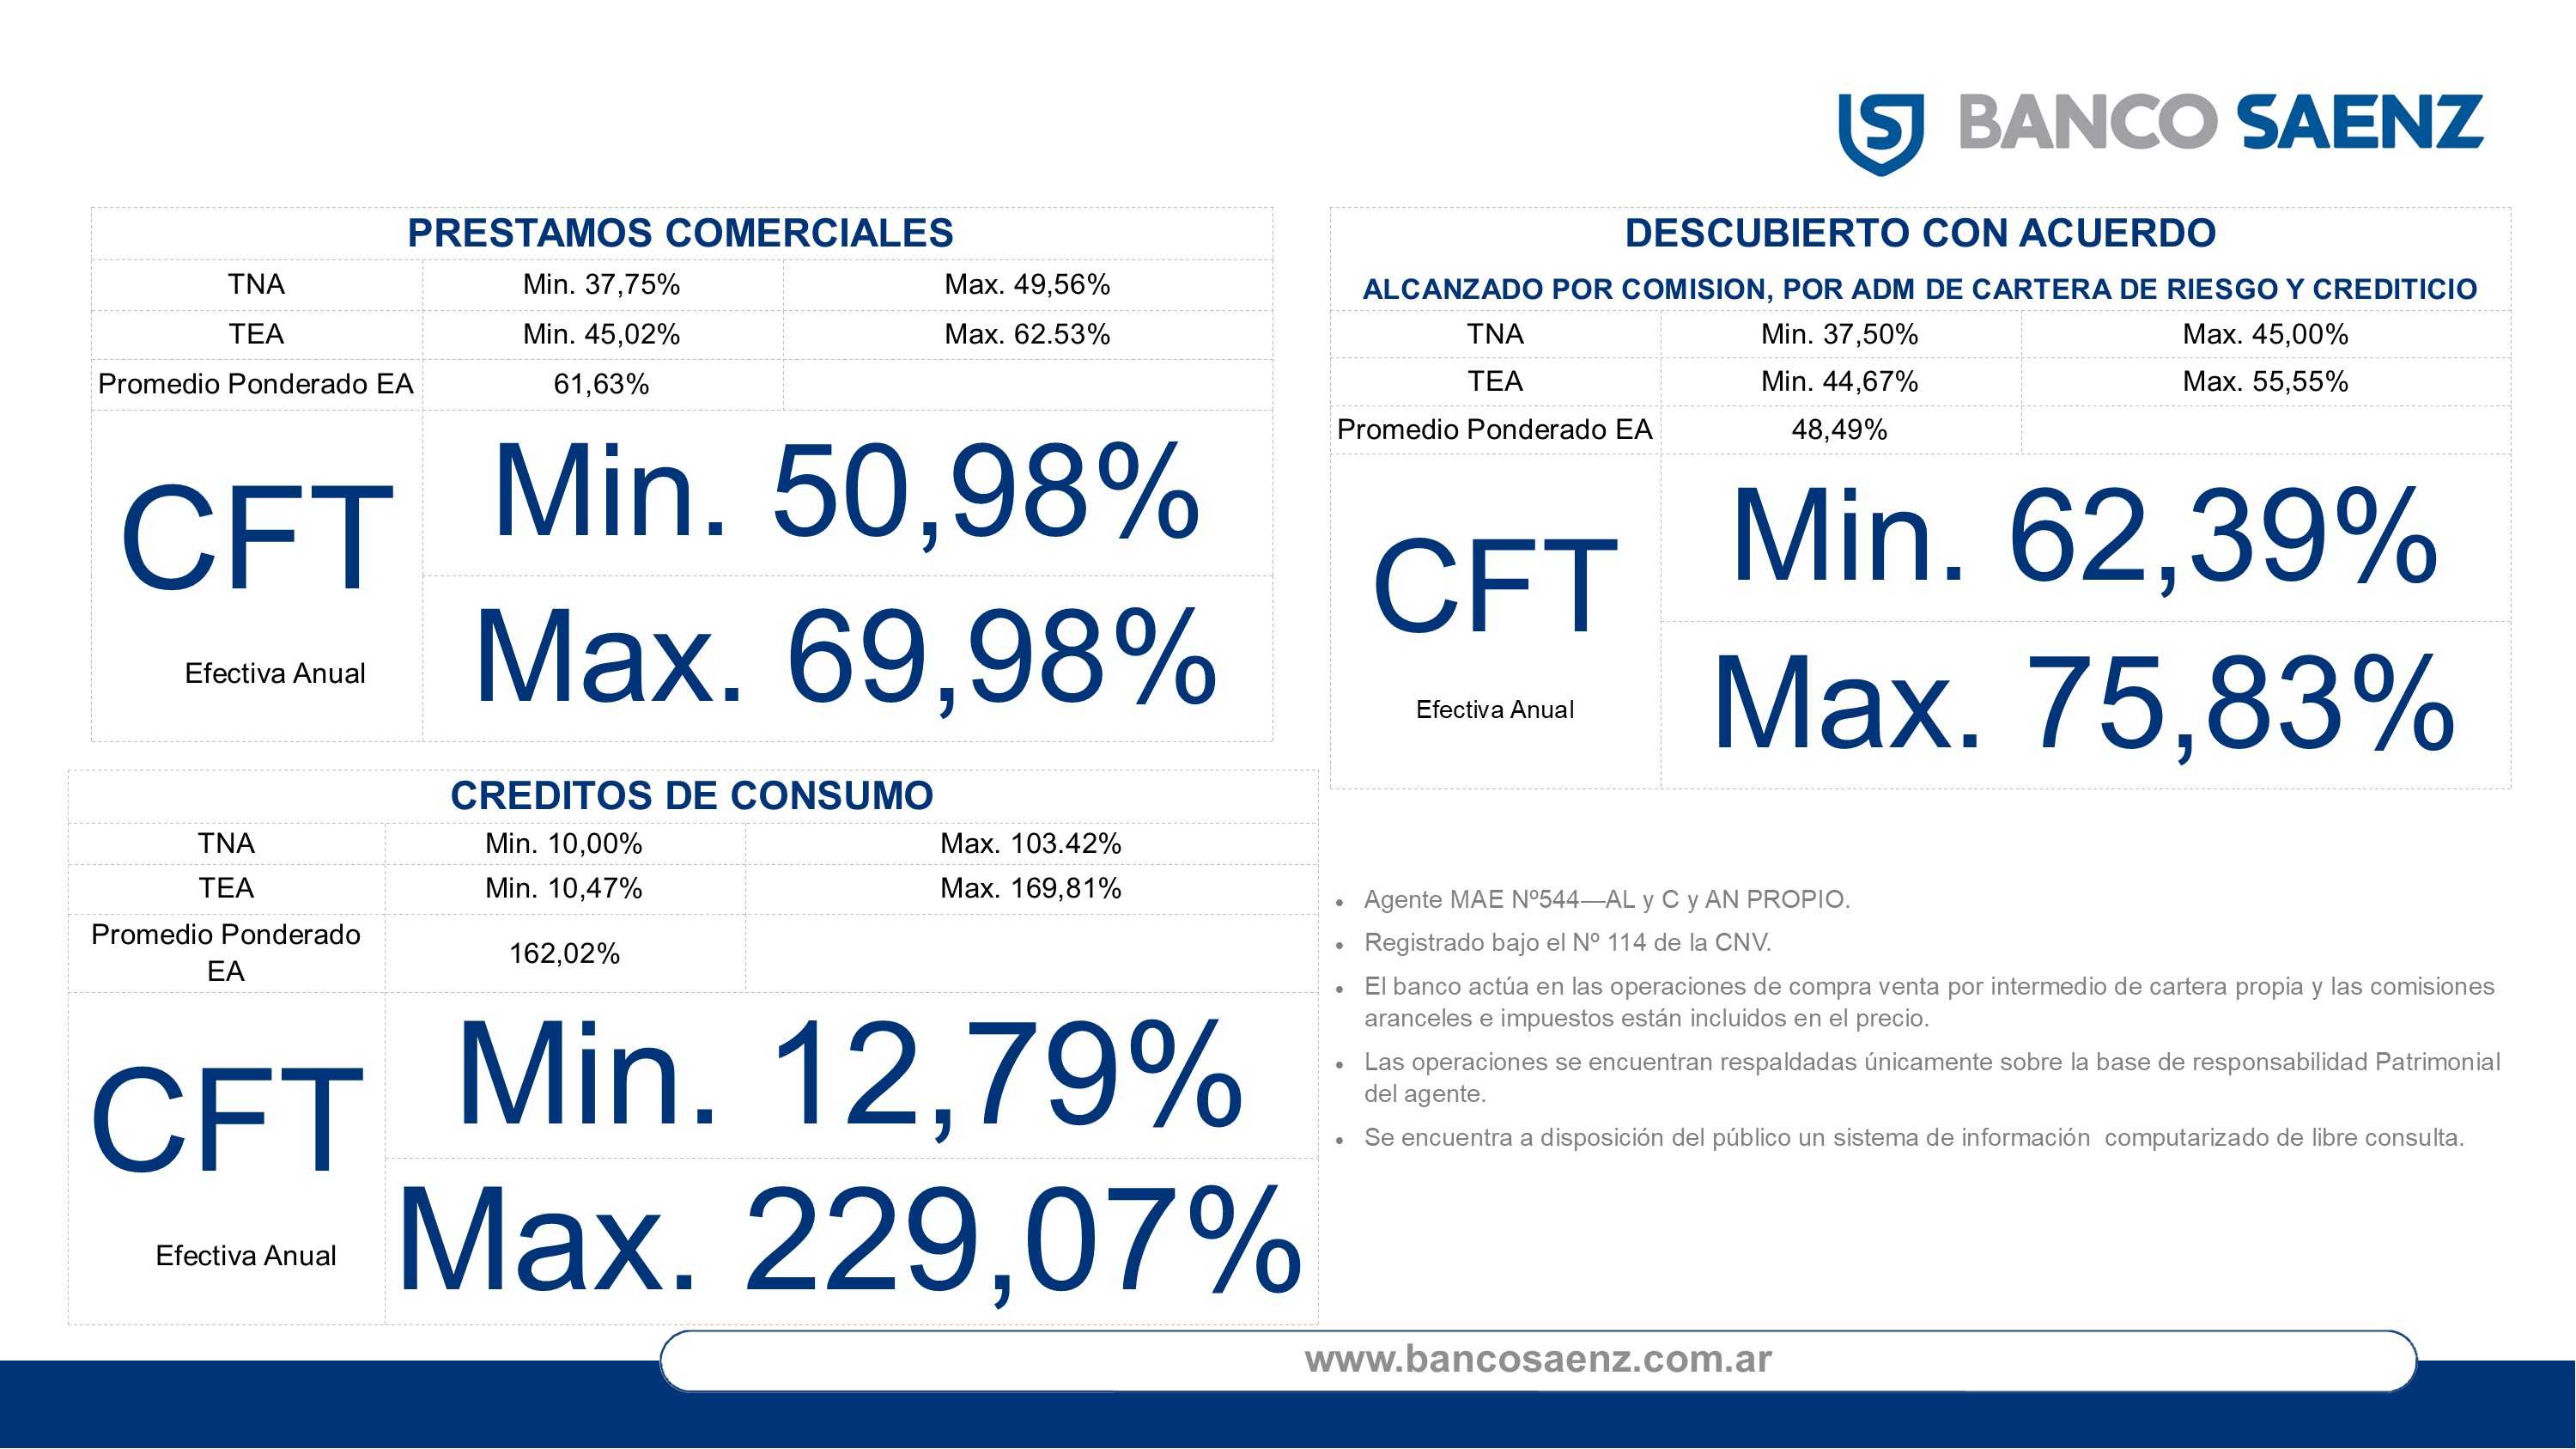 BANCO SAENZ
PRESTAMOS COMERCIALES
TNA Min. 37,75% Max. 49,56%
TEA Min. 45,02% Max. 62.53%
Promedio Ponderado EA 61,63%
CFT
Efectiva Anual
Min. 50,98%
Max. 69,98%
DESCUBIERTO CON ACUERDO
ALCANZADO POR COMISION, POR ADM DE CARTERA DE RIESGO Y CREDITICIO
TNA Min. 37,50% Max. 45,00%
TEA Min. 44,67% Max. 55,55%
Promedio Ponderado EA 48,49%
CFT
Efectiva Anual
Min. 62,39%
Max. 75,83%
CREDITOS DE CONSUMO
TNA Min. 10,00% Max. 103.42%
TEA Min. 10,47% Max. 169,81%
Promedio Ponderado
EA
162,02%
CFT
Efectiva Anual
Min. 12,79%
Max. 229,07%
• Agente MAE Nº544—AL y C y AN PROPIO.
• Registrado bajo el Nº 114 de la CNV.
• El banco actúa en las operaciones de compra venta por intermedio de cartera propia y las comisiones
aranceles e impuestos están incluidos en el precio.
• Las operaciones se encuentran respaldadas únicamente sobre la base de responsabilidad Patrimonial
del agente.
• Se encuentra a disposición del público un sistema de información computarizado de libre consulta.
www.bancosaenz.com.ar